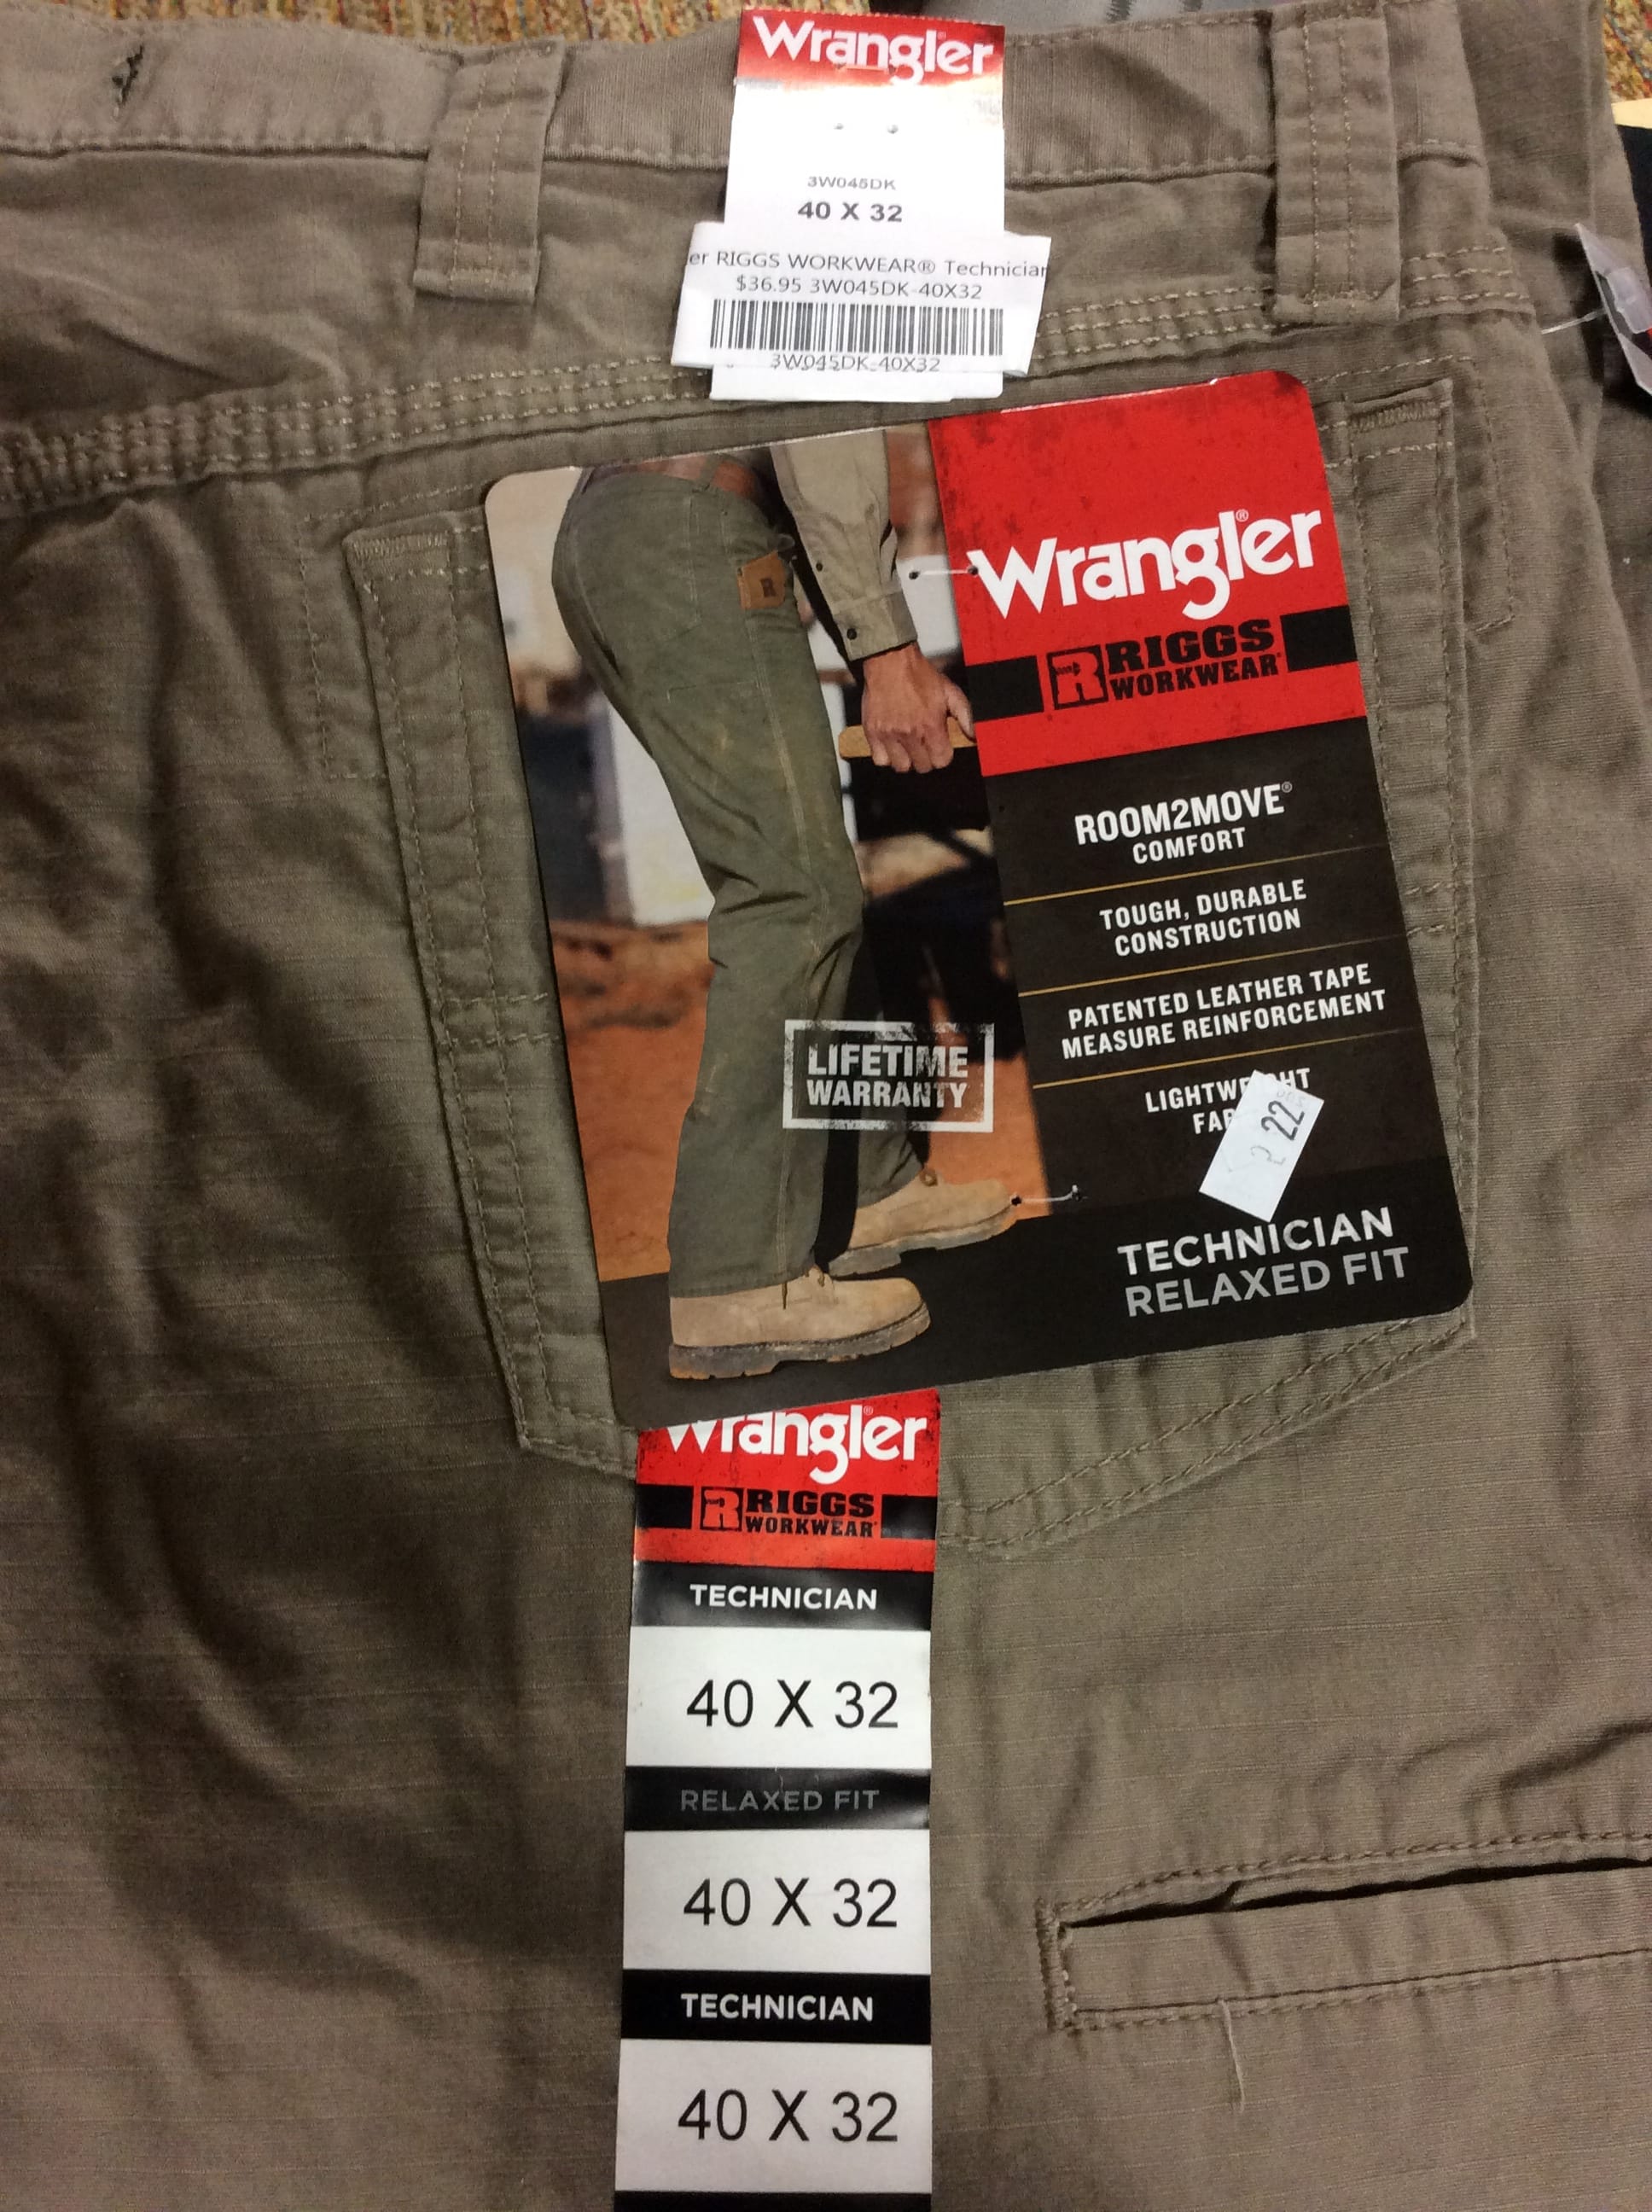 Wrangler
3W045DK
40 X 32
er RIGGS WORKWEAR® Technician
$36.95 3W045DK-40X32
3W045DK-40X32
Wrangler®
R RIGGS
WORKWEAR
R
ROOM2MOVE®
COMFORT
TOUGH, DURABLE
CONSTRUCTION
PATENTED LEATHER TAPE
MEASURE REINFORCEMENT
22
LIFETIME
WARRANTY
TECHNICIAN
RELAXED FIT
Wrangler®
R RIGGS
WORKWEAR
TECHNICIAN
40 X 32
RELAXED FIT
40 X 32
TECHNICIAN
40 X 32